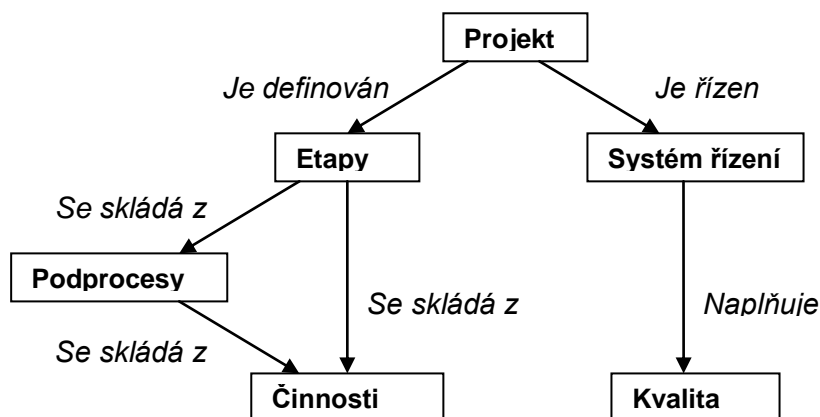 Projekt
Je definován
Je řízen
Etapy
Systém řízení
Se skládá z
Podprocesy
Se skládá z
Naplňuje
Se skládá z
Činnosti
Kvalita